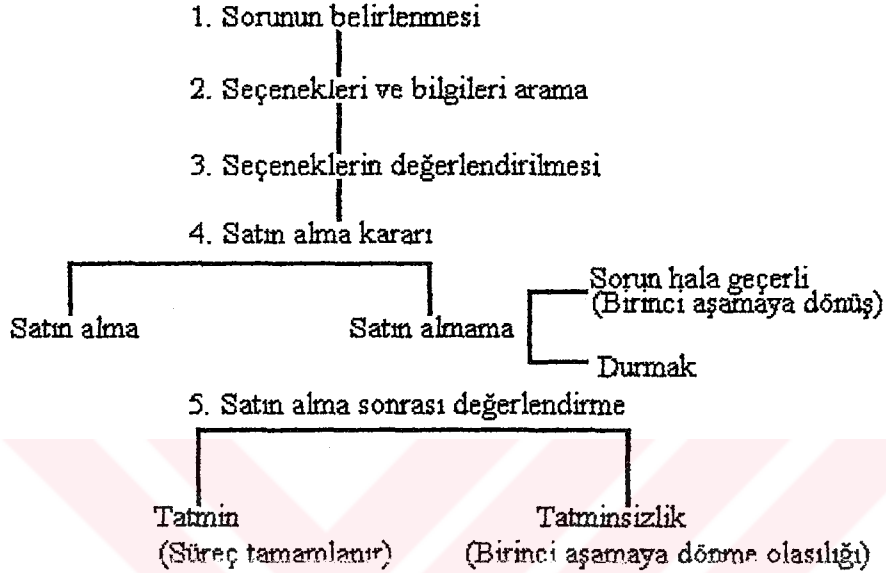 1. Sorunun belirlenmesi
2. Seçenekleri ve bilgileri arama
3. Seçeneklerin değerlendirilmesi
4. Satın alma kararı
Satın alma
Satın almama
Sorun hala geçerli
(Birinci aşamaya dönüş)
Durmak
5. Satın alma sonrası değerlendirme
Tatmin
(Süreç tamamlanır)
Tatminsizlik
(Birinci aşamaya dönme olasılığı)